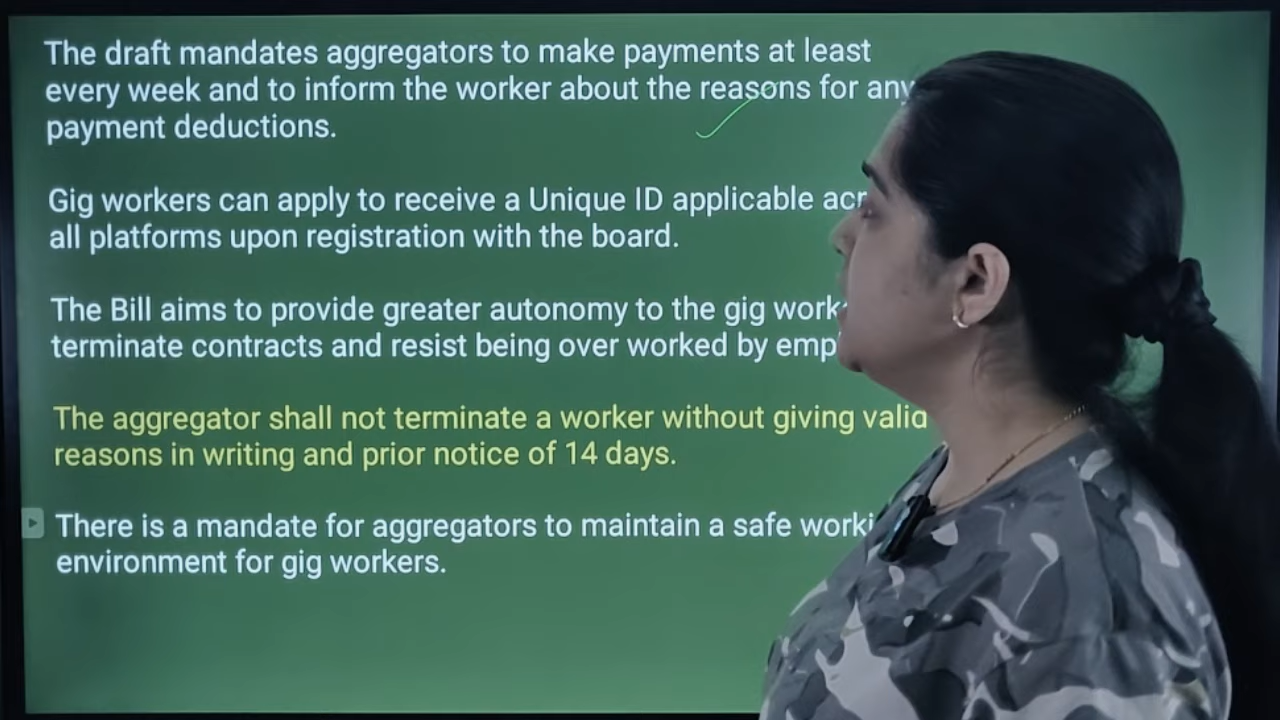 The draft mandates aggregators to make payments at least
every week and to inform the worker about the reasons for any
payment deductions.
Gig workers can apply to receive a Unique ID applicable
all platforms upon registration with the board.
The Bill aims to provide greater autonomy to the gig
terminate contracts and resist being over worked by
The aggregator shall not terminate a worker without giving valid
reasons in writing and prior notice of 14 days.
There is a mandate for aggregators to maintain a safe
environment for gig workers.